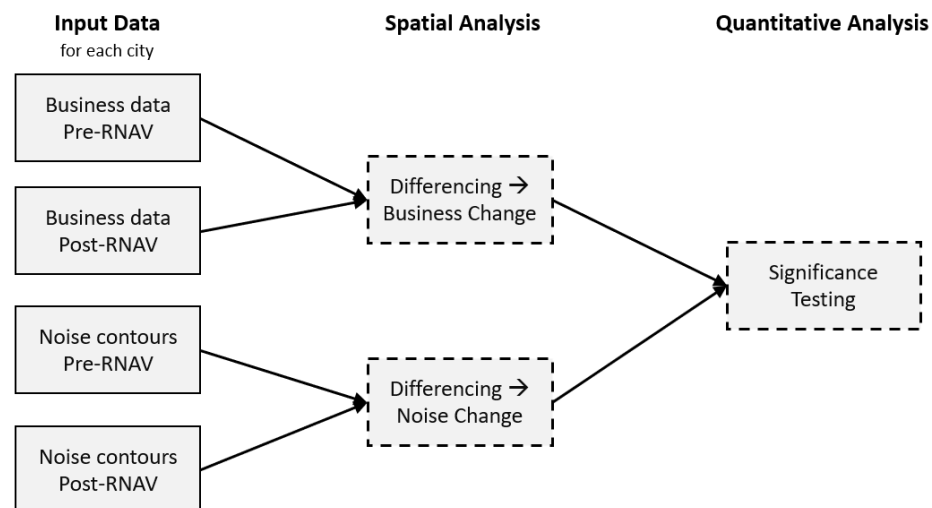 Input Data
for each city
Spatial Analysis
Quantitative Analysis
Business data
Pre-RNAV
Business data
Post-RNAV
Noise contours
Pre-RNAV
Noise contours
Post-RNAV
Differencing →
Business Change
Differencing →
Noise Change
Significance
Testing